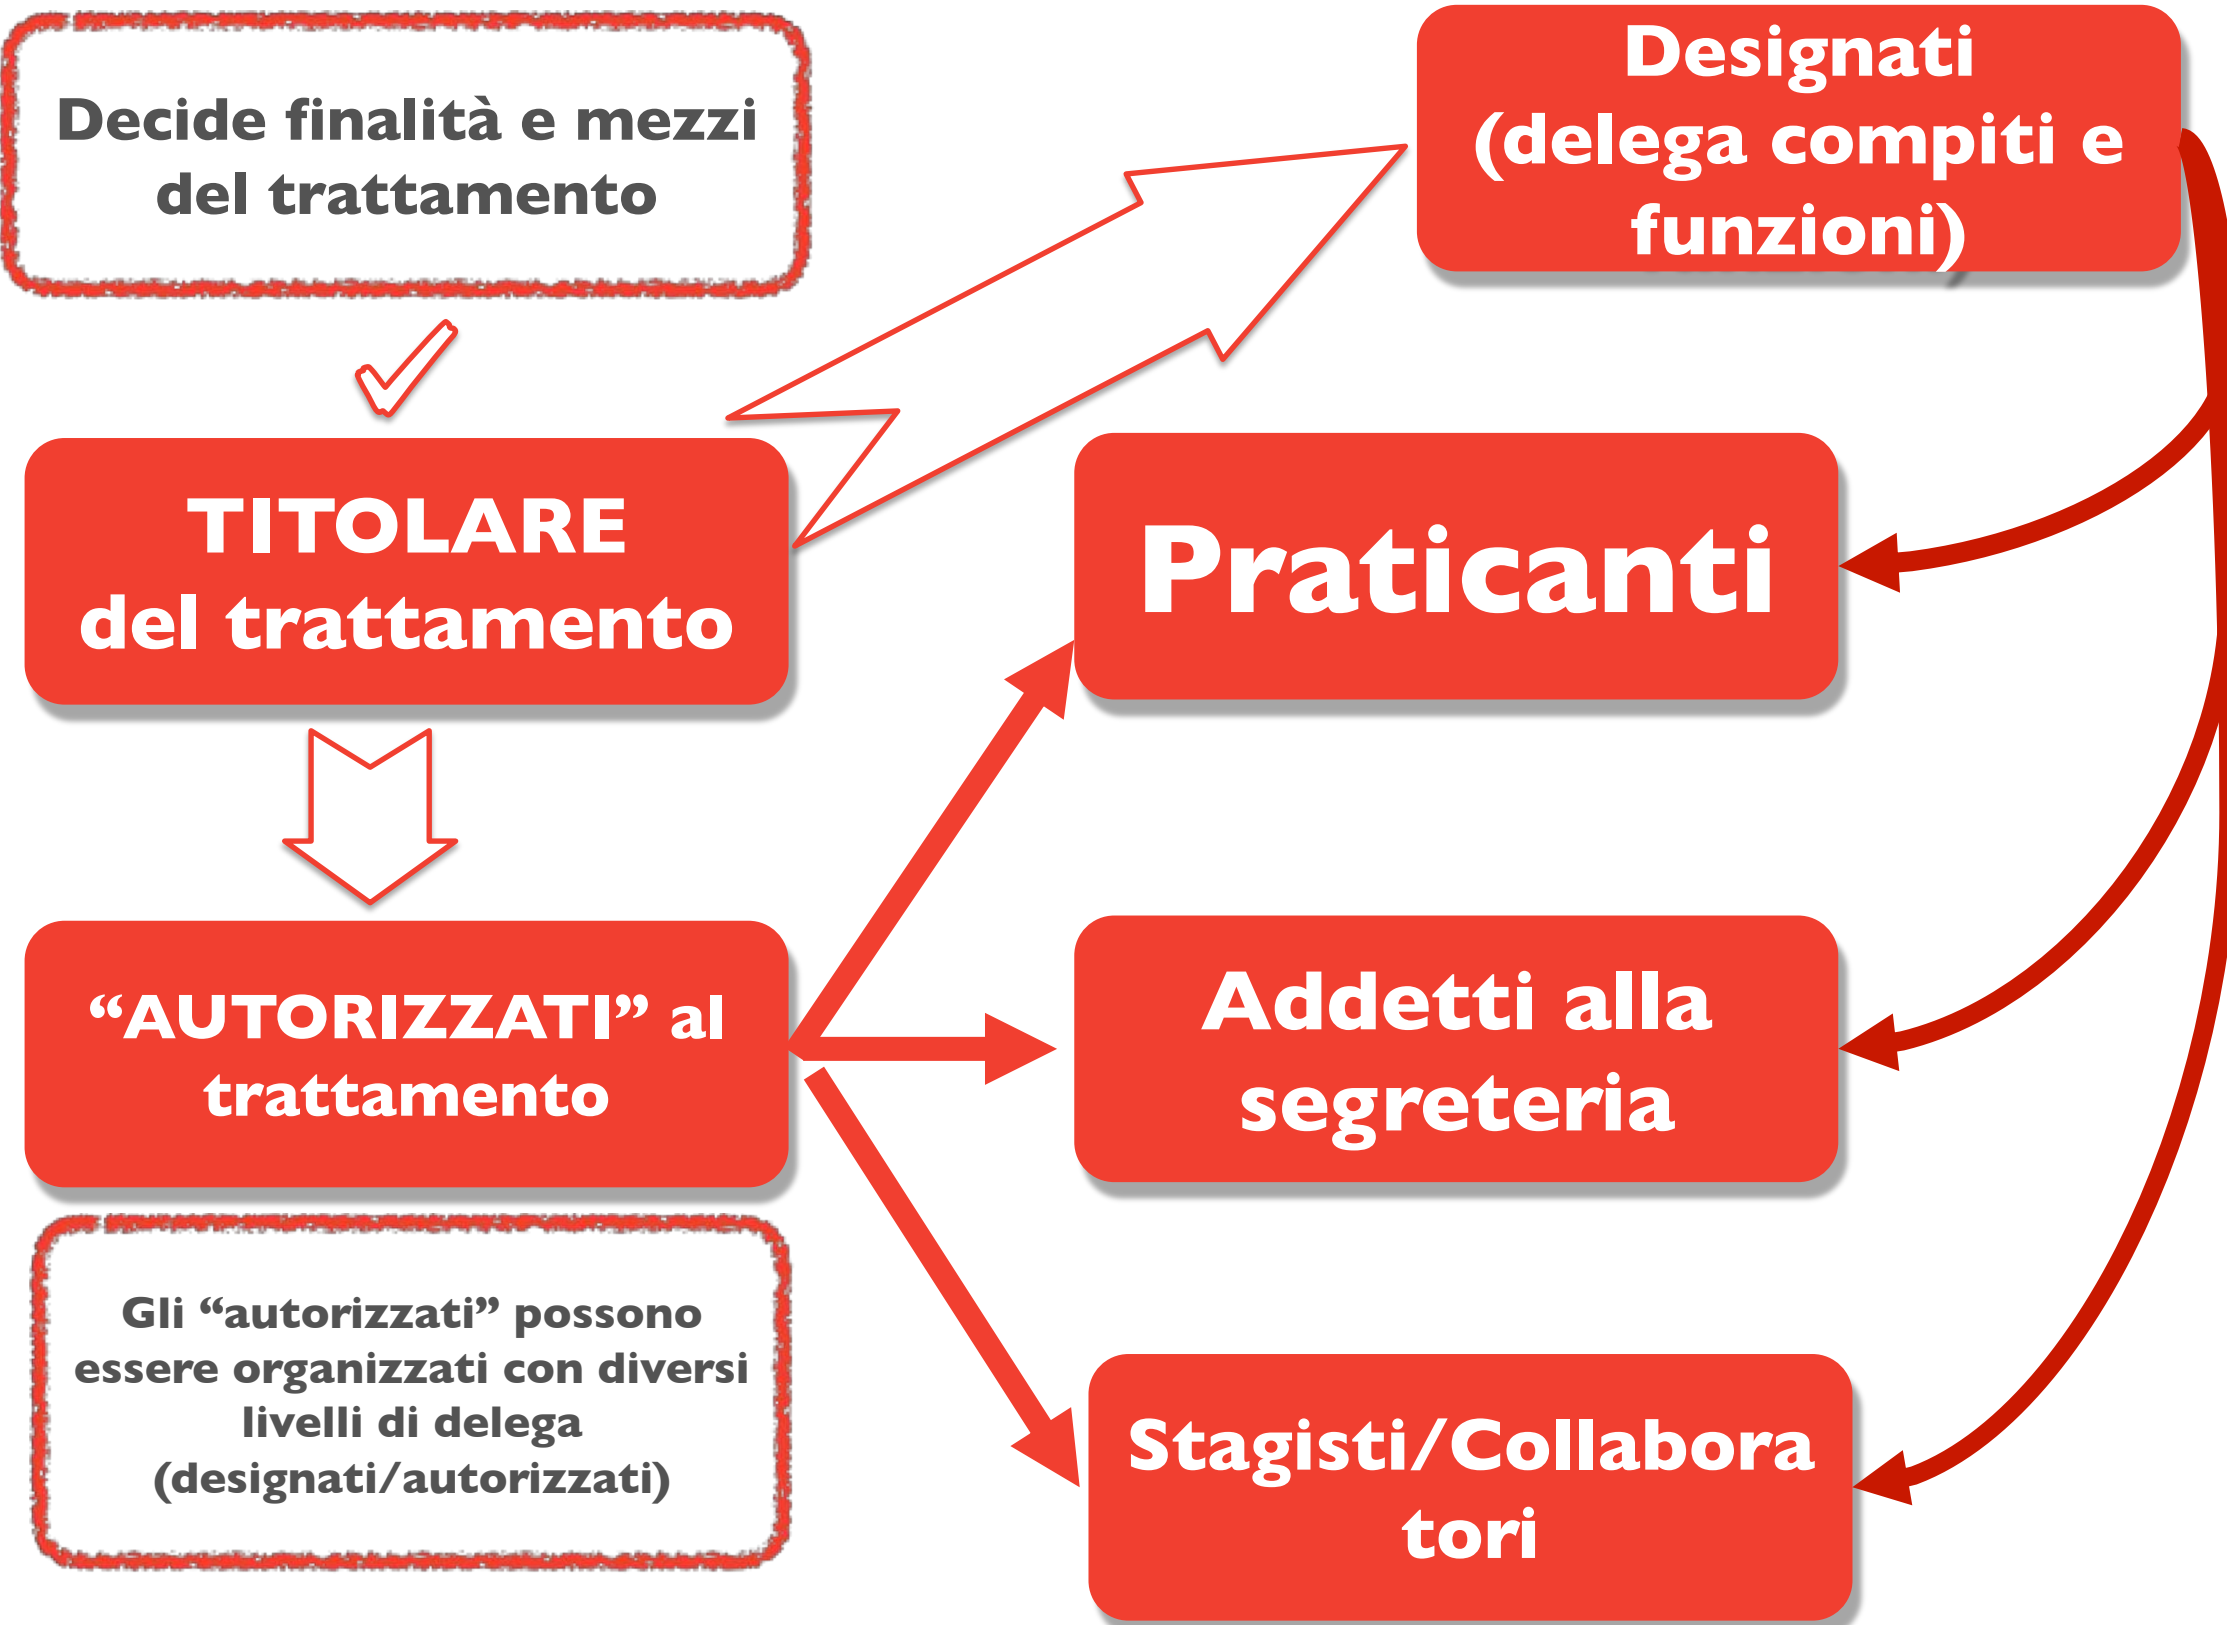 Decide finalità e mezzi
del trattamento
Designati
(delega compiti e
funzioni)
TITOLARE
del trattamento
Praticanti
“AUTORIZZATI” al
trattamento
Addetti alla
segreteria
Gli “autorizzati” possono
essere organizzati con diversi
livelli di delega
(designati/autorizzati)
Stagisti/Collabora
tori